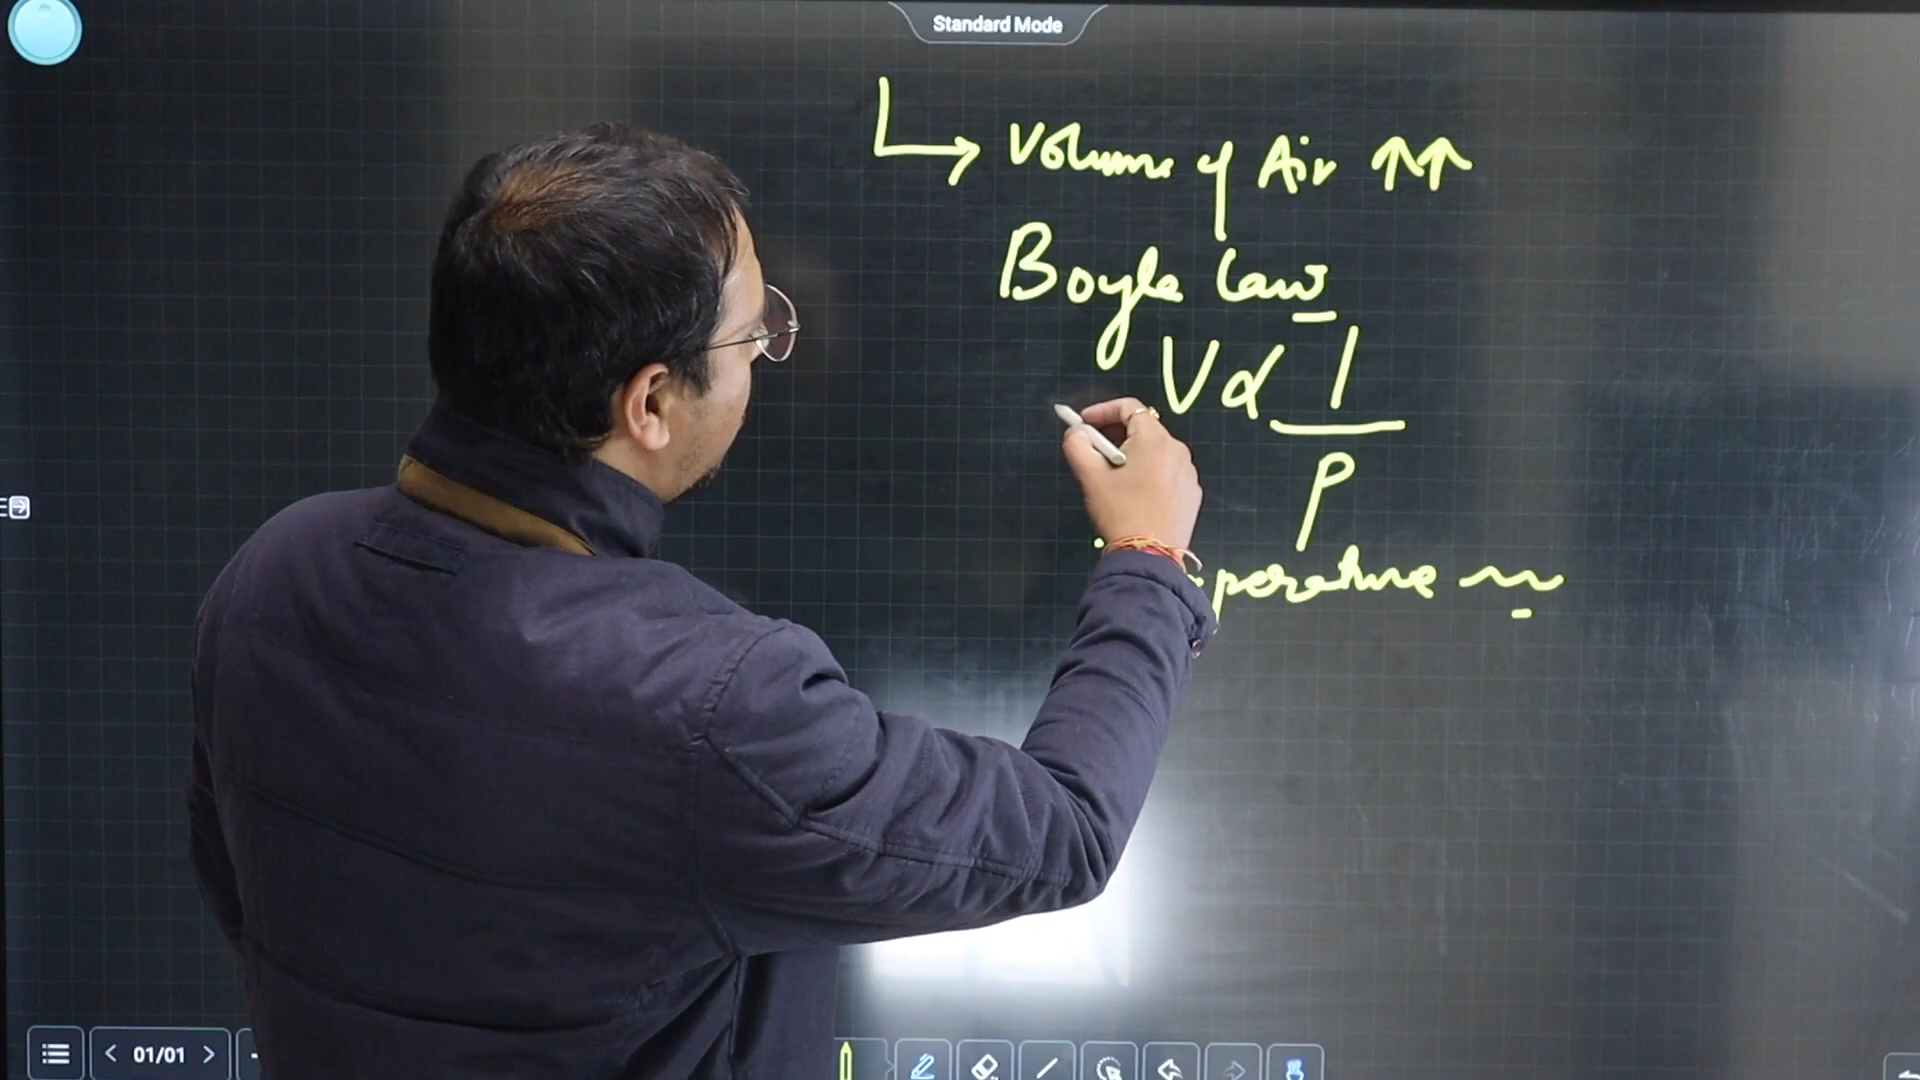 Standard Mode
↳ Volume of Air ↑↑
Boyle law
V α 1
P
perature ~~
01/01